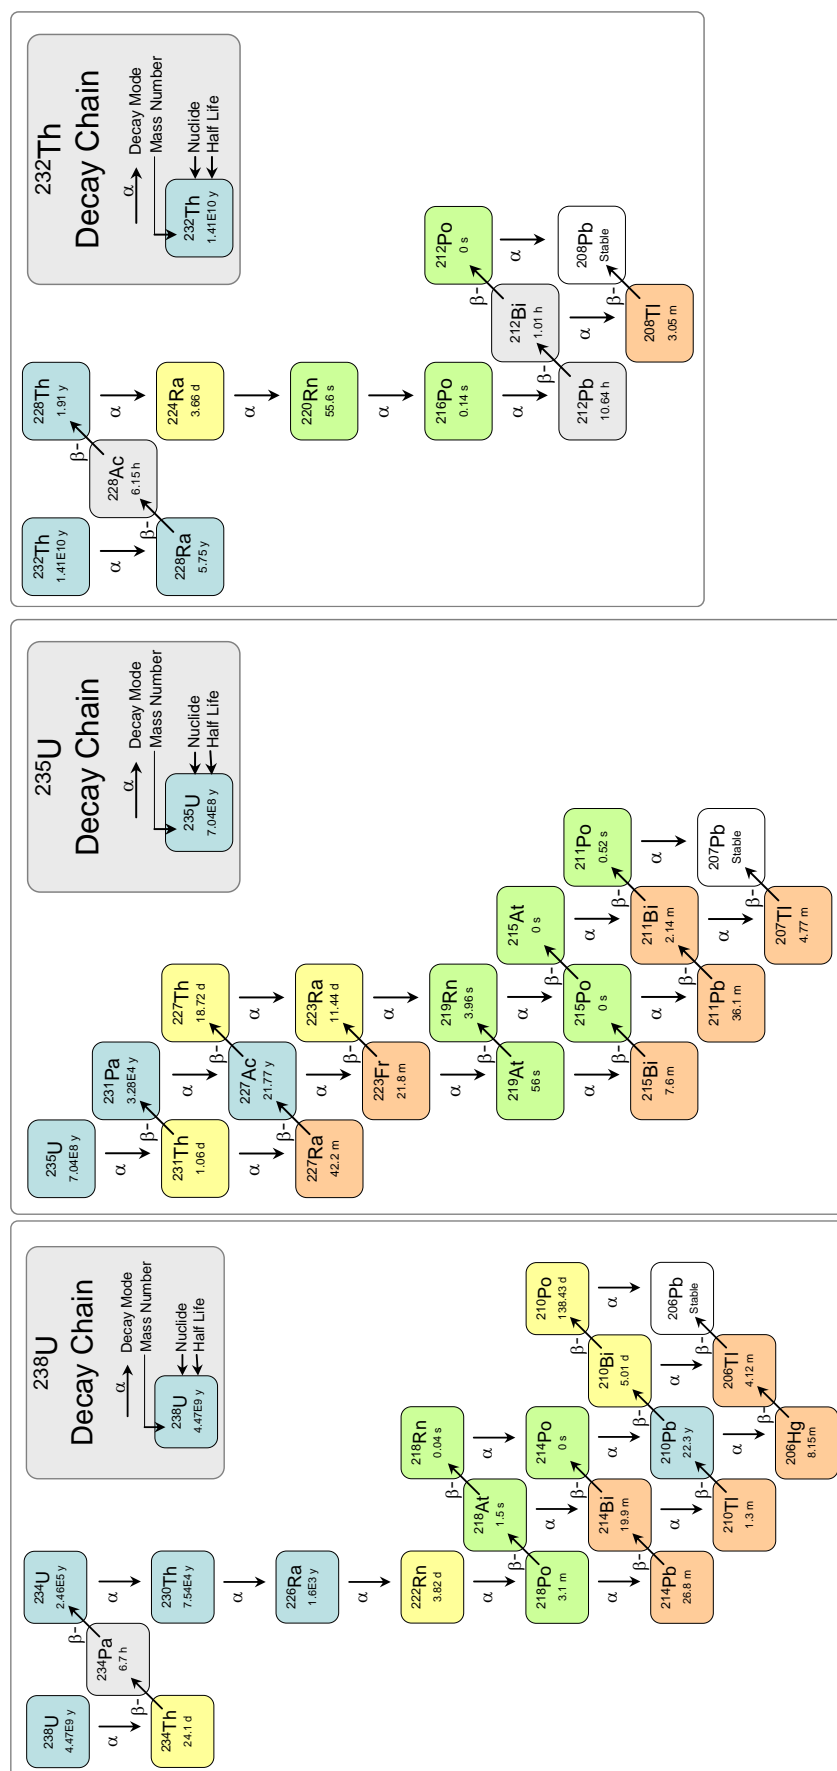 238U
Decay Chain
α
Decay Mode
Mass Number
Nuclide
Half Life
238U
4.47E9 y
238U
4.47E9 y
α
234Th
24.1 d
β-
234Pa
6.7 h
β-
234U
2.46E5 y
α
230Th
7.54E4 y
α
226Ra
1.6E3 y
α
222Rn
3.82 d
α
218Po
3.1 m
β-
218At
1.5 s
β-
218Rn
0.04 s
α
α
α
214Pb
26.8 m
β-
214Bi
19.9 m
β-
214Po
0 s
α
α
210Tl
1.3 m
β-
210Pb
22.3 y
β-
210Bi
5.01 d
β-
210Po
138.43 d
α
α
α
206Hg
8.15m
β-
206Tl
4.12 m
β-
206Pb
Stable
235U
Decay Chain
α
Decay Mode
Mass Number
Nuclide
Half Life
235U
7.04E8 y
235U
7.04E8 y
α
231Th
1.06 d
β-
231Pa
3.28E4 y
α
α
227Ra
42.2 m
β-
227Ac
21.77 y
β-
227Th
18.72 d
α
α
223Fr
21.8 m
β-
223Ra
11.44 d
α
α
219At
56 s
β-
219Rn
3.96 s
α
α
215Bi
7.6 m
β-
215Po
0 s
β-
215At
0 s
α
α
211Pb
36.1 m
β-
211Bi
2.14 m
β-
211Po
0.52 s
α
α
207Tl
4.77 m
β-
207Pb
Stable
232Th
Decay Chain
α
Decay Mode
Mass Number
Nuclide
Half Life
232Th
1.41E10 y
232Th
1.41E10 y
α
228Ra
5.75 y
β-
228Ac
6.15 h
β-
228Th
1.91 y
α
224Ra
3.66 d
α
220Rn
55.6 s
α
216Po
0.14 s
α
212Pb
10.64 h
β-
212Bi
1.01 h
β-
212Po
0 s
α
α
208Tl
3.05 m
β-
208Pb
Stable